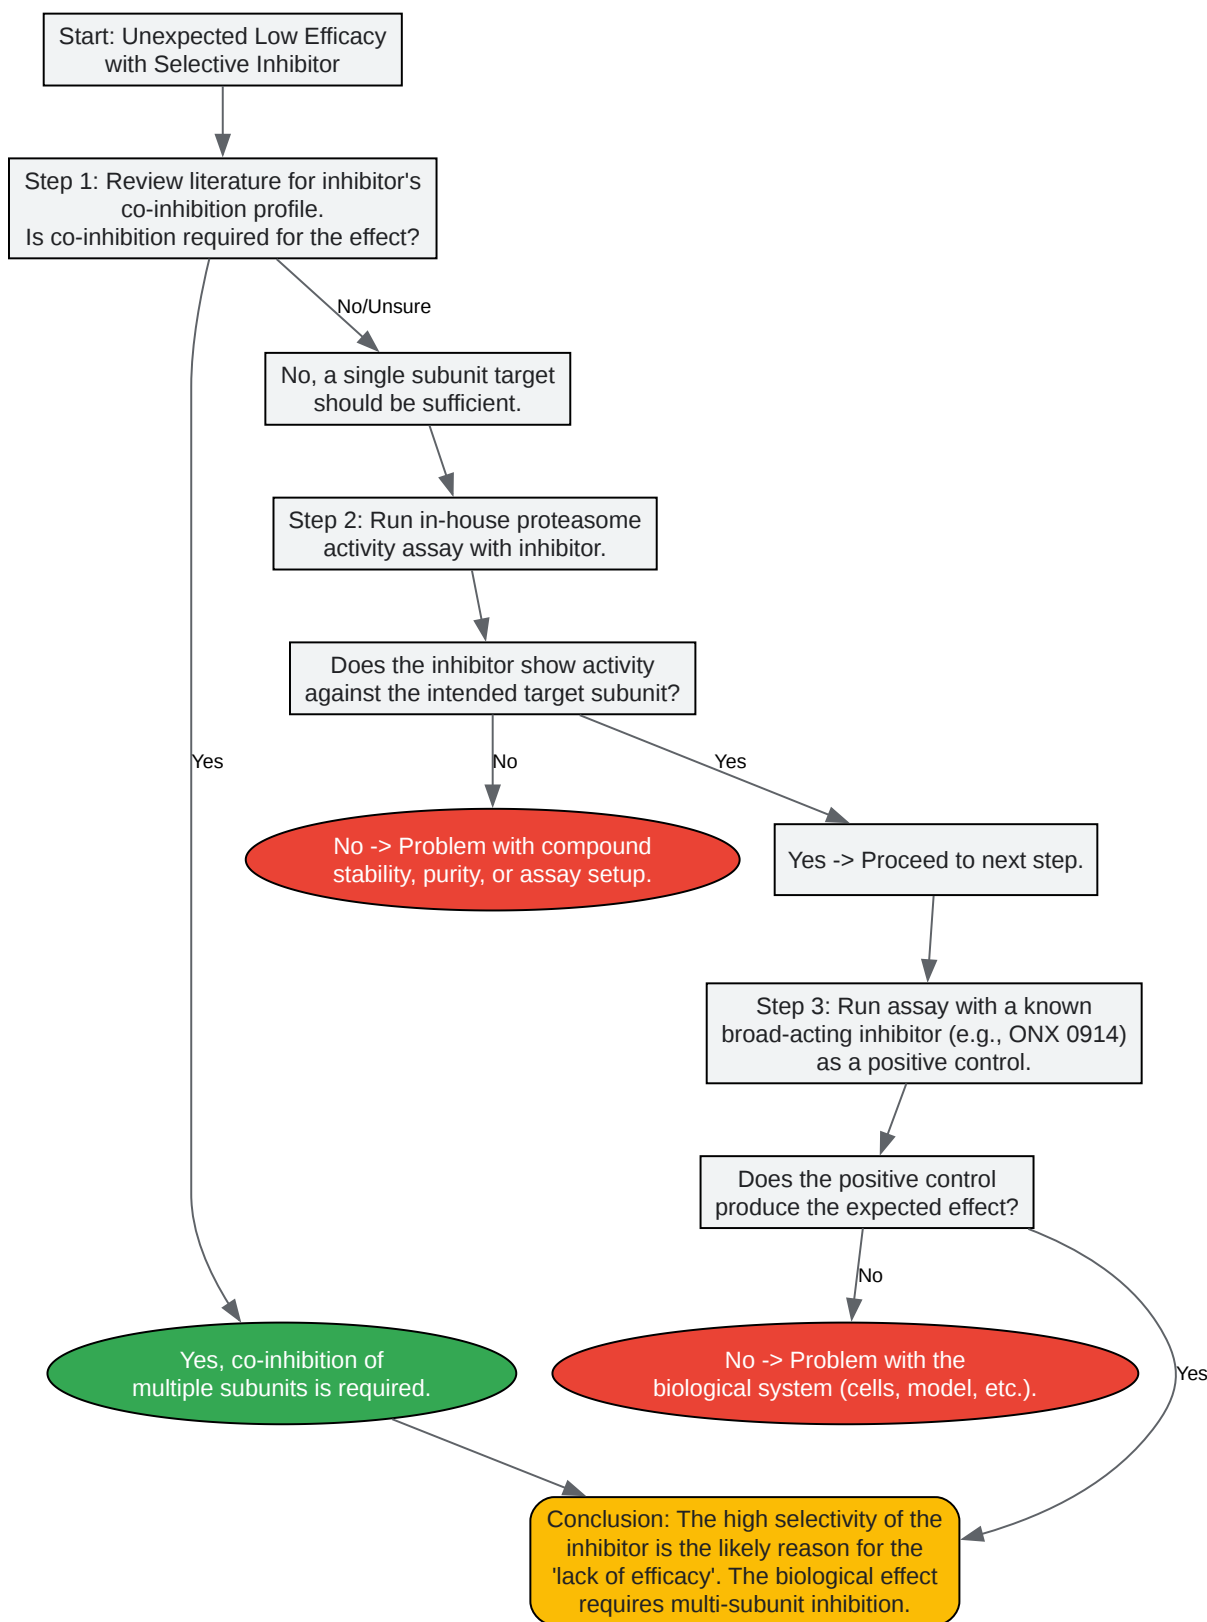 Start: Unexpected Low Efficacy
with Selective Inhibitor
Step 1: Review literature for inhibitor's
co-inhibition profile.
Is co-inhibition required for the effect?
No/Unsure
No, a single subunit target
should be sufficient.
Step 2: Run in-house proteasome
activity assay with inhibitor.
Does the inhibitor show activity
against the intended target subunit?
Yes
No
Yes
No -> Problem with compound
stability, purity, or assay setup.
Yes -> Proceed to next step.
Step 3: Run assay with a known
broad-acting inhibitor (e.g., ONX 0914)
as a positive control.
Does the positive control
produce the expected effect?
No
Yes, co-inhibition of
multiple subunits is required.
No -> Problem with the
biological system (cells, model, etc.).
Yes
Conclusion: The high selectivity of the
inhibitor is the likely reason for the
'lack of efficacy'. The biological effect
requires multi-subunit inhibition.